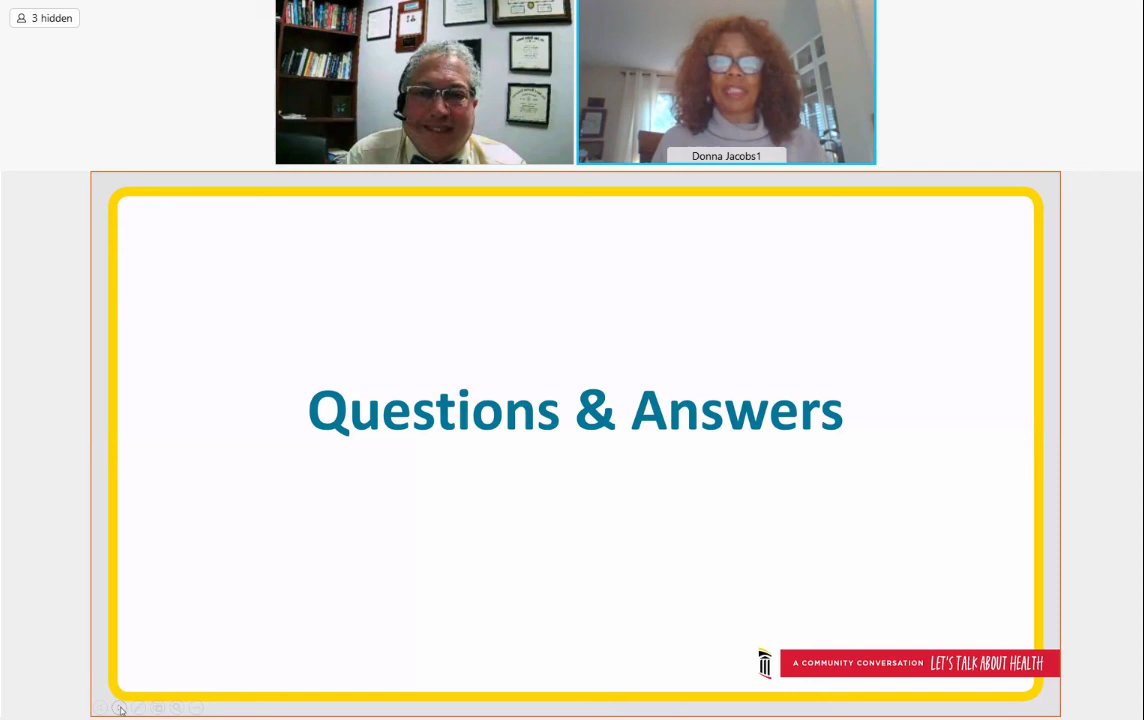 3 hidden
Donna Jacobs1
Questions & Answers
A COMMUNITY CONVERSATION LET'S TALK ABOUT HEALTH